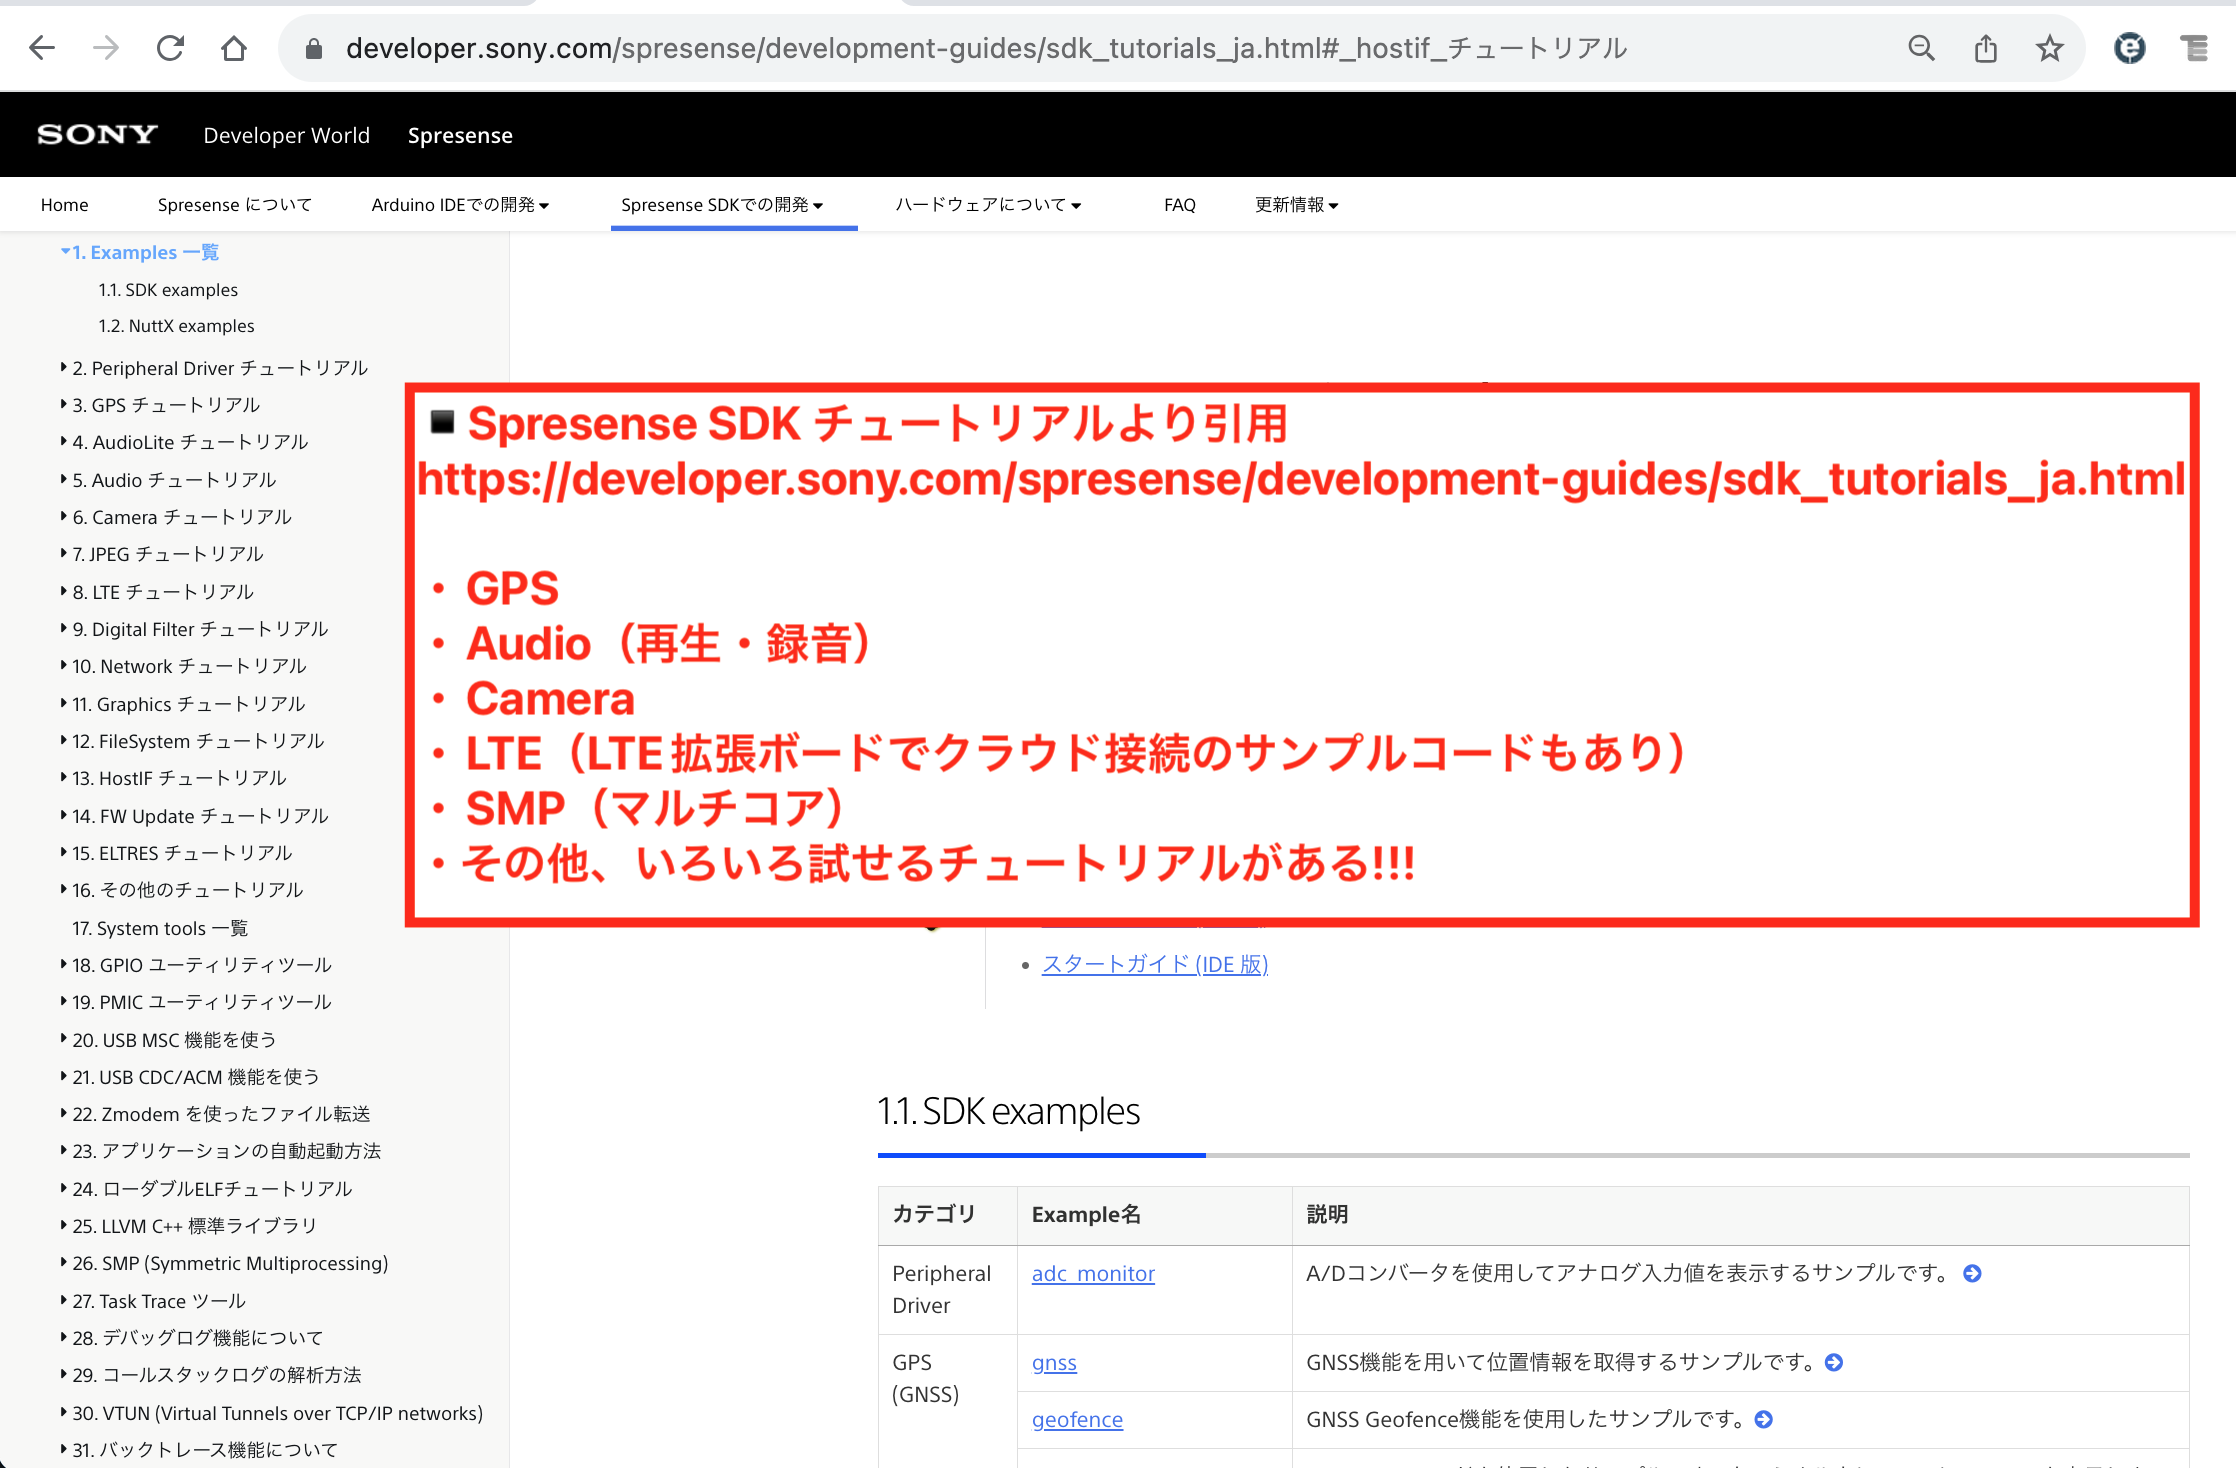 developer.sony.com/spresense/development-guides/sdk_tutorials_ja.html#_hostif_チュートリアル
SONY Developer World Spresense
Home Spresense について Arduino IDEでの開発▾ Spresense SDKでの開発▾ ハードウェアについて▾ FAQ 更新情報▾
1. Examples 一覧
1.1. SDK examples
1.2. NuttX examples
2. Peripheral Driver チュートリアル
3. GPS チュートリアル
4. AudioLite チュートリアル
5. Audio チュートリアル
6. Camera チュートリアル
7. JPEG チュートリアル
8. LTE チュートリアル
9. Digital Filter チュートリアル
10. Network チュートリアル
11. Graphics チュートリアル
12. FileSystem チュートリアル
13. HostIF チュートリアル
14. FW Update チュートリアル
15. ELTRES チュートリアル
16. その他のチュートリアル
17. System tools 一覧
18. GPIO ユーティリティツール
19. PMIC ユーティリティツール
20. USB MSC 機能を使う
21. USB CDC/ACM 機能を使う
22. Zmodem を使ったファイル転送
23. アプリケーションの自動起動方法
24. ローダブルELFチュートリアル
25. LLVM C++ 標準ライブラリ
26. SMP (Symmetric Multiprocessing)
27. Task Trace ツール
28. デバッグログ機能について
29. コールスタックログの解析方法
30. VTUN (Virtual Tunnels over TCP/IP networks)
31. バックトレース機能について
■ Spresense SDK チュートリアルより引用
https://developer.sony.com/spresense/development-guides/sdk_tutorials_ja.html
・ GPS
・ Audio（再生・録音）
・ Camera
・ LTE（LTE拡張ボードでクラウド接続のサンプルコードもあり）
・ SMP（マルチコア）
・その他、いろいろ試せるチュートリアルがある!!!
• スタートガイド (IDE 版)
1.1. SDK examples
カテゴリ Example名 説明
Peripheral Driver adc_monitor A/Dコンバータを使用してアナログ入力値を表示するサンプルです。
GPS (GNSS) gnss GNSS機能を用いて位置情報を取得するサンプルです。
geofence GNSS Geofence機能を使用したサンプルです。